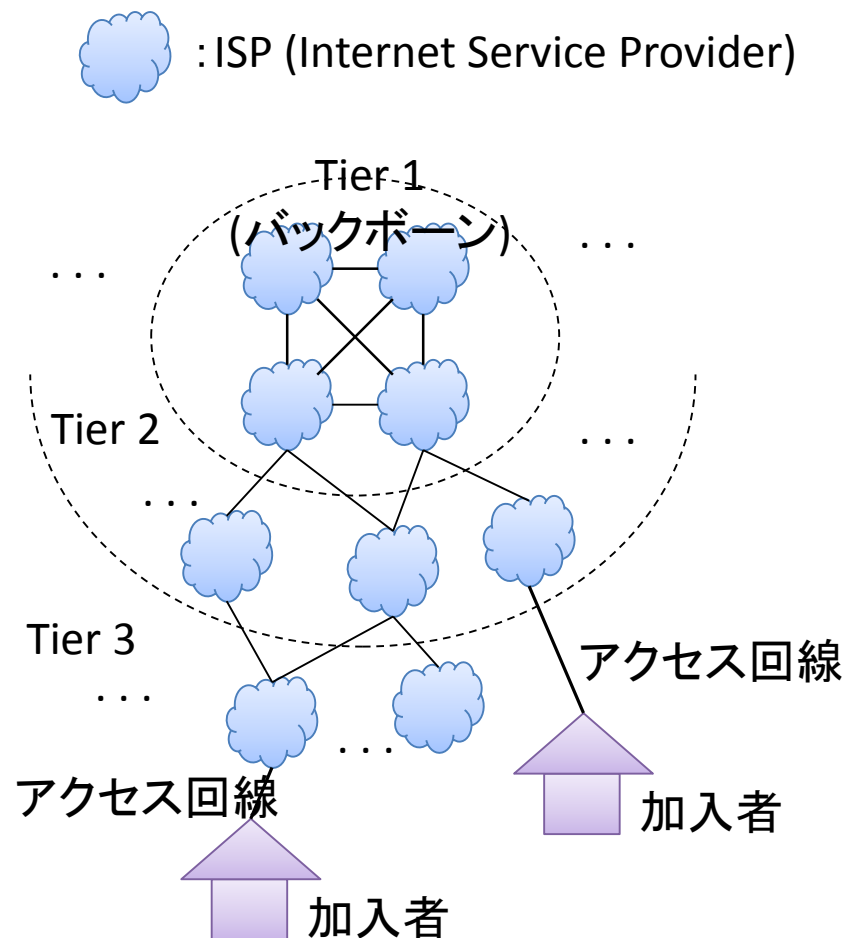 : ISP (Internet Service Provider)
Tier 1
(バックボーン)
. . .
. . .
Tier 2
. . .
. . .
Tier 3
. . .
アクセス回線
. . .
アクセス回線
加入者
加入者